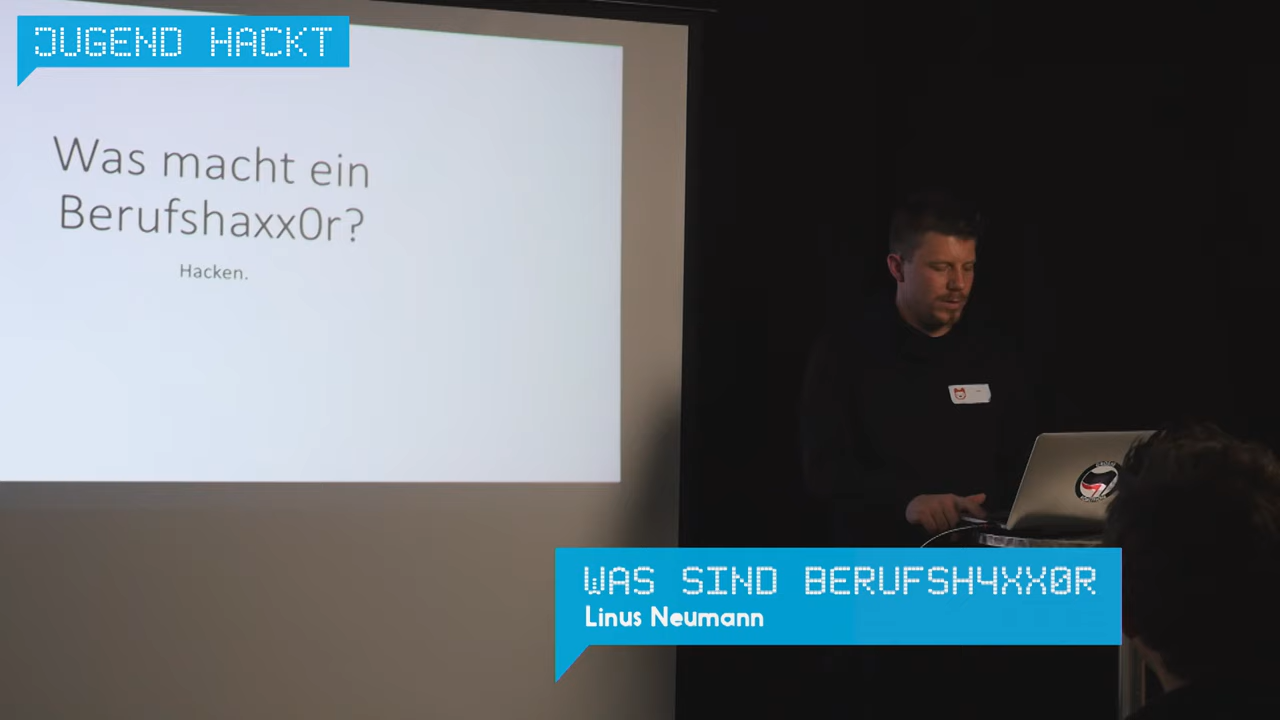 JUGEND HACKT
Was macht ein
Berufshaxx0r?
Hacken.
WAS SIND BERUFSH4XX0R
Linus Neumann